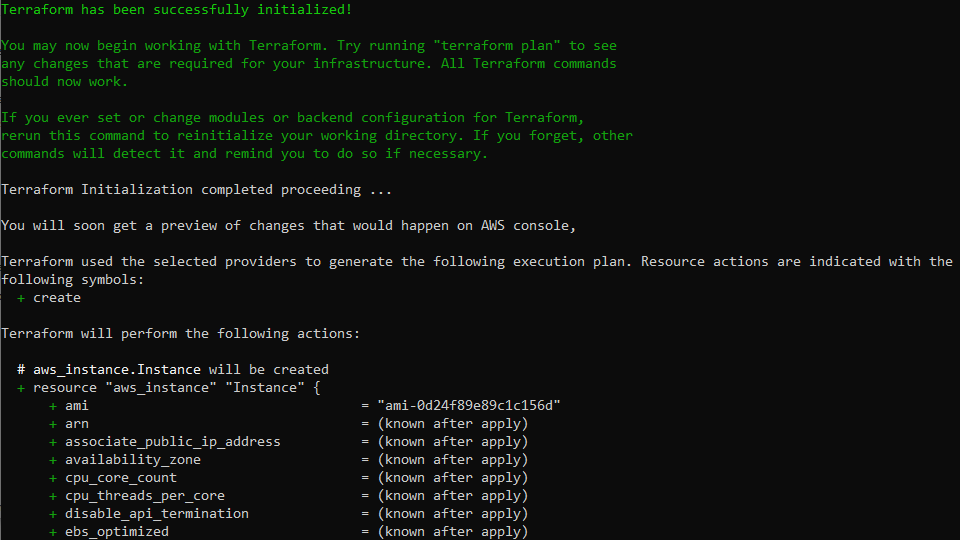 Terraform has been successfully initialized!
You may now begin working with Terraform. Try running "terraform plan" to see
any changes that are required for your infrastructure. All Terraform commands
should now work.
If you ever set or change modules or backend configuration for Terraform,
rerun this command to reinitialize your working directory. If you forget, other
commands will detect it and remind you to do so if necessary.
Terraform Initialization completed proceeding ...
You will soon get a preview of changes that would happen on AWS console,
Terraform used the selected providers to generate the following execution plan. Resource actions are indicated with the
following symbols:
+ create
Terraform will perform the following actions:
# aws_instance.Instance will be created
+ resource "aws_instance" "Instance" {
+ ami = "ami-0d24f89e89c1c156d"
+ arn = (known after apply)
+ associate_public_ip_address = (known after apply)
+ availability_zone = (known after apply)
+ cpu_core_count = (known after apply)
+ cpu_threads_per_core = (known after apply)
+ disable_api_termination = (known after apply)
+ ebs_optimized = (known after apply)